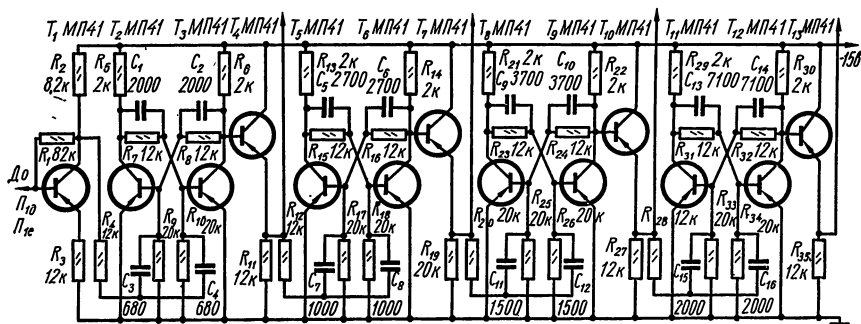 T₁ МП41 T₂ МП41 T₃ МП41 T₄ МП41 T₅ МП41 T₆ МП41 T₇ МП41 T₈ МП41 T₉ МП41 T₁₀ МП41 T₁₁ МП41 T₁₂ МП41 T₁₃ МП41
R₂ 8,2к R₅ 2к C₁ 2000 C₂ 2000 R₆ 2к R₁₃ 2к C₅ 2700 C₆ 2700 R₁₄ 2к R₂₁ 2к C₉ 3700 C₁₀ 3700 R₂₂ 2к R₂₉ 2к C₁₃ 7100 C₁₄ 7100 R₃₀ 2к -15в
R₁ 82к R₇ 12к R₈ 12к R₁₅ 12к R₁₆ 12к R₂₃ 12к R₂₄ 12к R₃₁ 12к R₃₂ 12к
До П₁д П₁е
R₃ 12к R₄ 12к R₉ 20к R₁₀ 20к R₁₁ 12к R₁₂ 12к R₁₇ 20к R₁₈ 20к R₁₉ 20к R₂₀ 20к R₂₅ 20к R₂₆ 20к R₂₇ 12к R₂₈ 12к R₃₃ 20к R₃₄ 20к R₃₅ 12к
C₃ 680 C₄ 680 C₇ 1000 C₈ 1000 C₁₁ 1500 C₁₂ 1500 C₁₅ 2000 C₁₆ 2000